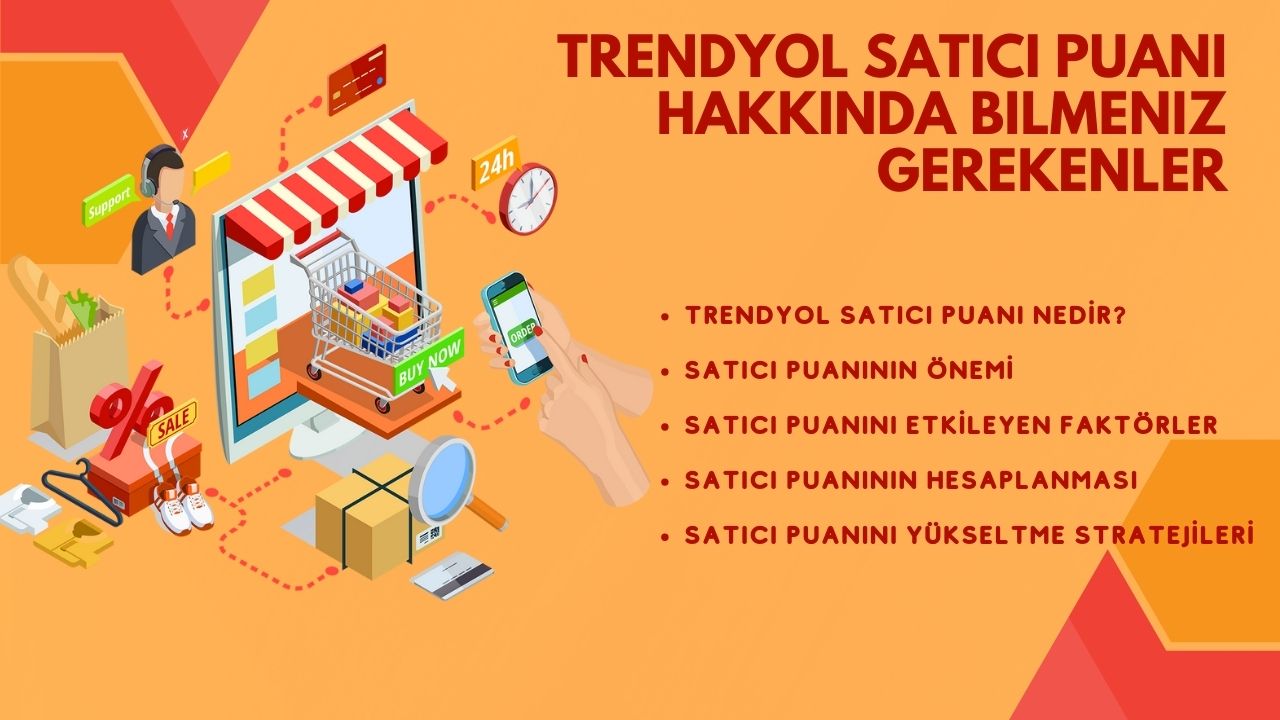 TRENDYOL SATICI PUANI
HAKKINDA BILMENIZ
GEREKENLER
x
24h
Support
BUY NOW
ORDER
SALE
%
• TRENDYOL SATICI PUANI NEDİR?
• SATICI PUANININ ÖNEMİ
• SATICI PUANINI ETKİLEYEN FAKTÖRLER
• SATICI PUANININ HESAPLANMASI
• SATICI PUANINI YÜKSELTME STRATEJİLERİ